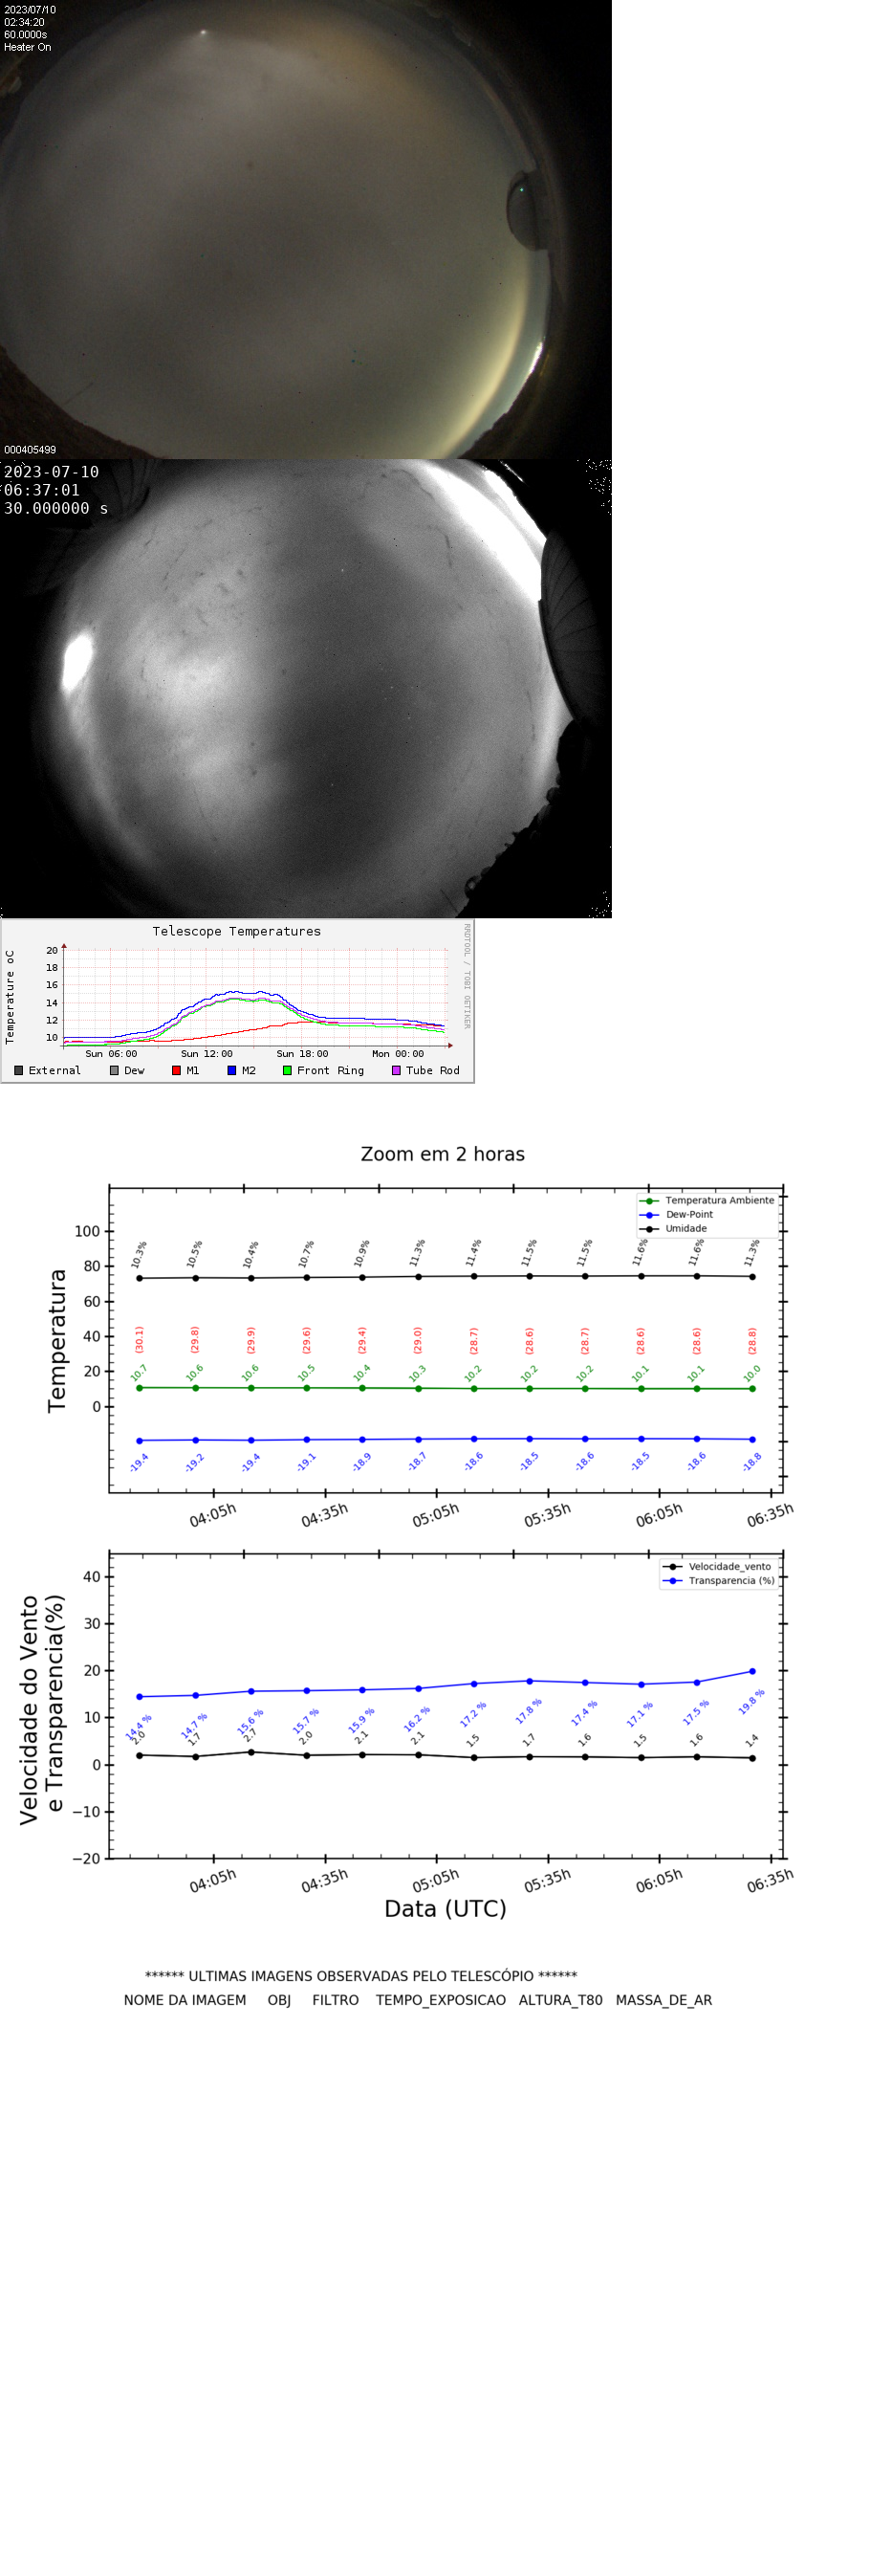 2023/07/10
02:34:20
60.0000s
Heater On
000405499
2023-07-10
06:37:01
30.000000 s
Telescope Temperatures
RRDTOOL / TOBI OETIKER
Temperature oC
20
18
16
14
12
10
Sun 06:00 Sun 12:00 Sun 18:00 Mon 00:00
External Dew M1 M2 Front Ring Tube Rod
Zoom em 2 horas
Temperatura Ambiente
Dew-Point
Umidade
Temperatura
100
80
60
40
20
0
10.3% 10.5% 10.4% 10.7% 10.9% 11.3% 11.4% 11.5% 11.5% 11.6% 11.6% 11.3%
(30.1) (29.8) (29.9) (29.6) (29.4) (29.0) (28.7) (28.6) (28.7) (28.6) (28.6) (28.8)
10.7 10.6 10.6 10.5 10.4 10.3 10.2 10.2 10.2 10.1 10.1 10.0
-19.4 -19.2 -19.4 -19.1 -18.9 -18.7 -18.6 -18.5 -18.6 -18.5 -18.6 -18.8
04:05h 04:35h 05:05h 05:35h 06:05h 06:35h
Velocidade_vento
Transparencia (%)
Velocidade do Vento
e Transparencia(%)
40
30
20
10
0
−10
−20
14.4 % 14.7 % 15.6 % 15.7 % 15.9 % 16.2 % 17.2 % 17.8 % 17.4 % 17.1 % 17.5 % 19.8 %
2.0 1.7 2.7 2.0 2.1 2.1 1.5 1.7 1.6 1.5 1.6 1.4
04:05h 04:35h 05:05h 05:35h 06:05h 06:35h
Data (UTC)
****** ULTIMAS IMAGENS OBSERVADAS PELO TELESCÓPIO ******
NOME DA IMAGEM OBJ FILTRO TEMPO_EXPOSICAO ALTURA_T80 MASSA_DE_AR